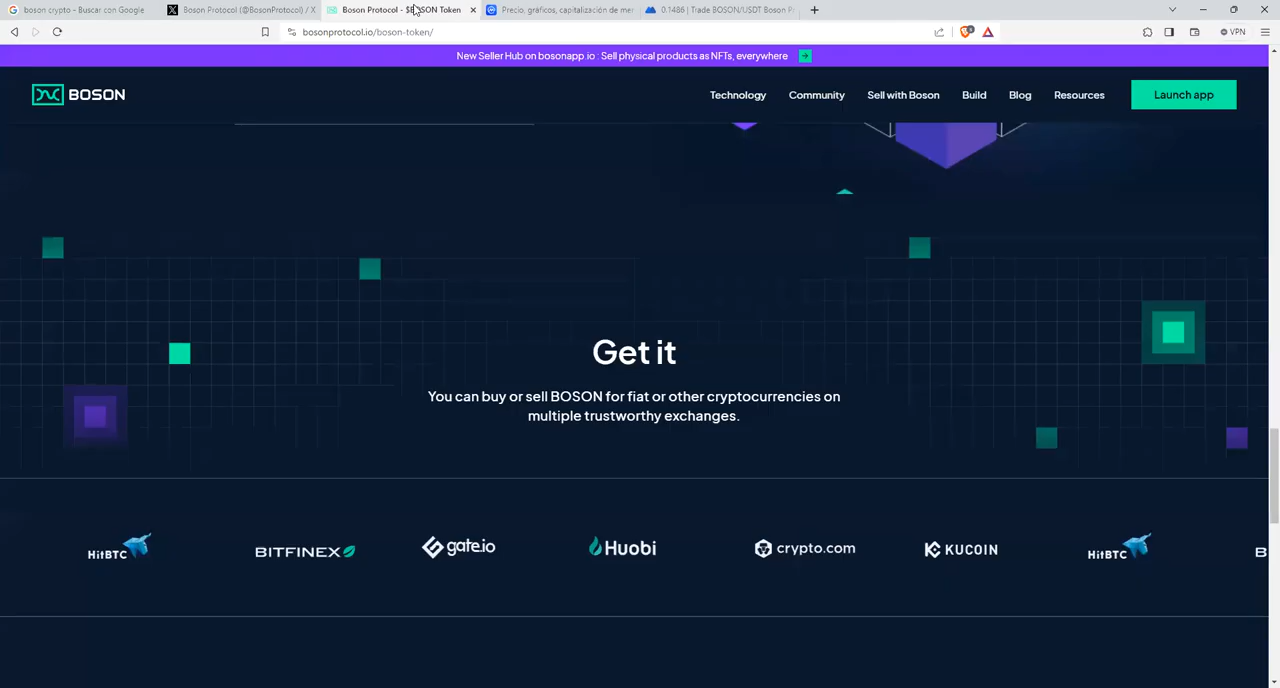 boson crypto - Buscar con Google
Boson Protocol (@BosonProtocol) / X
Boson Protocol - $BOSON Token
Precio, gráficos, capitalización de mer
0.1486 | Trade BOSON/USDT Boson P
bosonprotocol.io/boson-token/
VPN
New Seller Hub on bosonapp.io : Sell physical products as NFTs, everywhere
BOSON
Technology
Community
Sell with Boson
Build
Blog
Resources
Launch app
Get it
You can buy or sell BOSON for fiat or other cryptocurrencies on
multiple trustworthy exchanges.
HitBTC
BITFINEX
gate.io
Huobi
crypto.com
KUCOIN
HitBTC
B